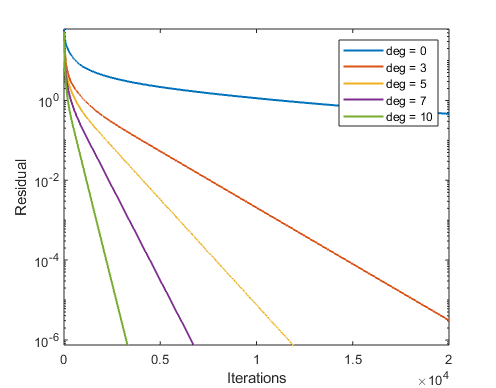 deg = 0
deg = 3
deg = 5
deg = 7
deg = 10
10^0
10^-2
10^-4
10^-6
Residual
0 0.5 1 1.5 2
×10^4
Iterations